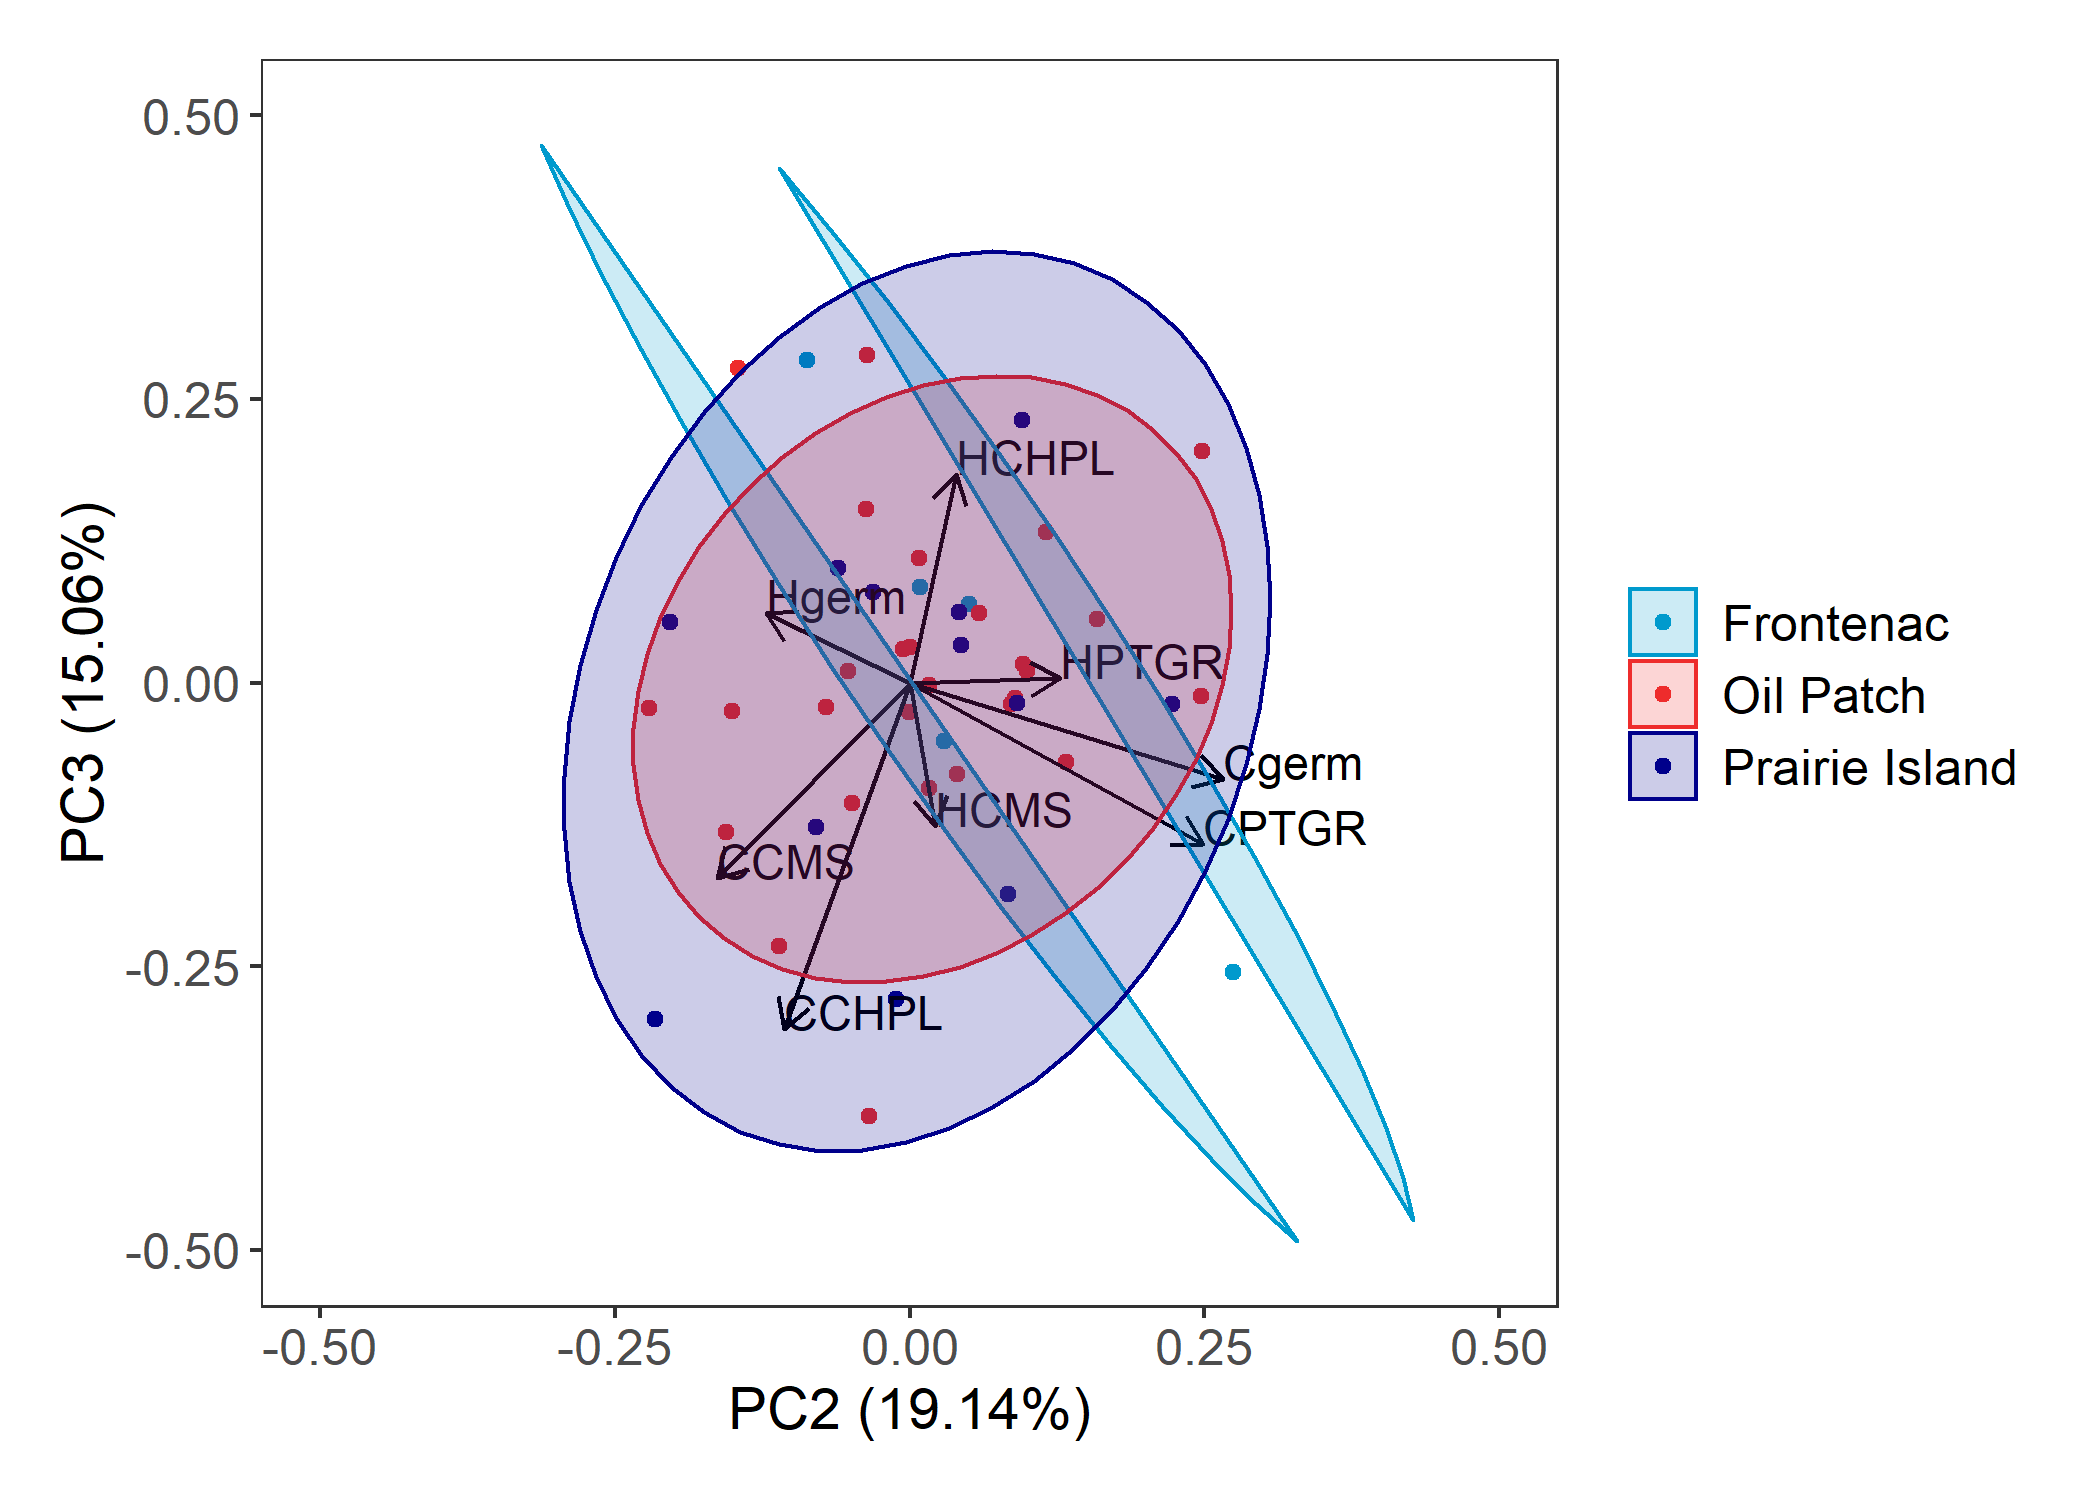 0.50
0.25
0.00
-0.25
-0.50
PC3 (15.06%)
HCHPL
Hgerm
HPTGR
Cgerm
CPTGR
HCMS
CCMS
CCHPL
-0.50
-0.25
0.00
0.25
0.50
PC2 (19.14%)
Frontenac
Oil Patch
Prairie Island